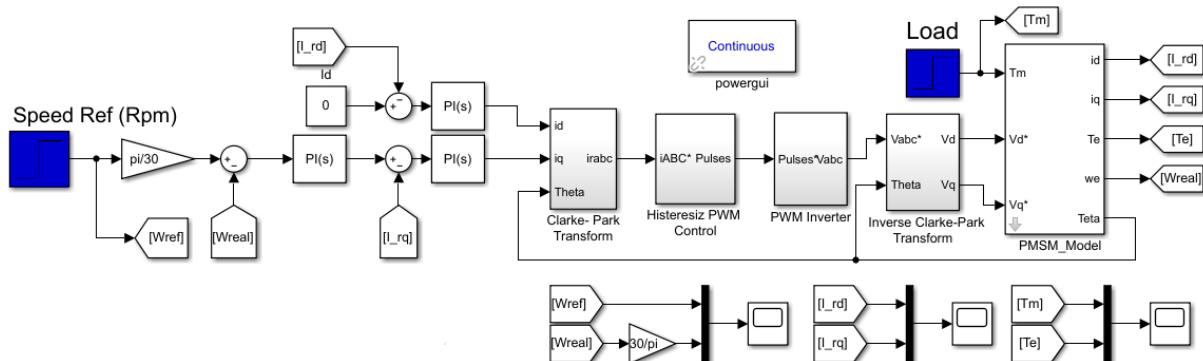 [I_rd]
Id
0
PI(s)
Speed Ref (Rpm)
pi/30
PI(s)
PI(s)
[Wref]
[Wreal]
[I_rq]
id
iq
irabc
Theta
Clarke- Park
Transform
iABC* Pulses
Histeresiz PWM
Control
Pulses* Vabc
PWM Inverter
Continuous
powergui
Vabc*
Vd
Theta
Vq
Inverse Clarke-Park
Transform
Load
[Tm]
Tm
Vd*
Vq*
id
iq
Te
we
Teta
PMSM_Model
[I_rd]
[I_rq]
[Te]
[Wreal]
[Wref]
[Wreal]
30/pi
[I_rd]
[I_rq]
[Tm]
[Te]